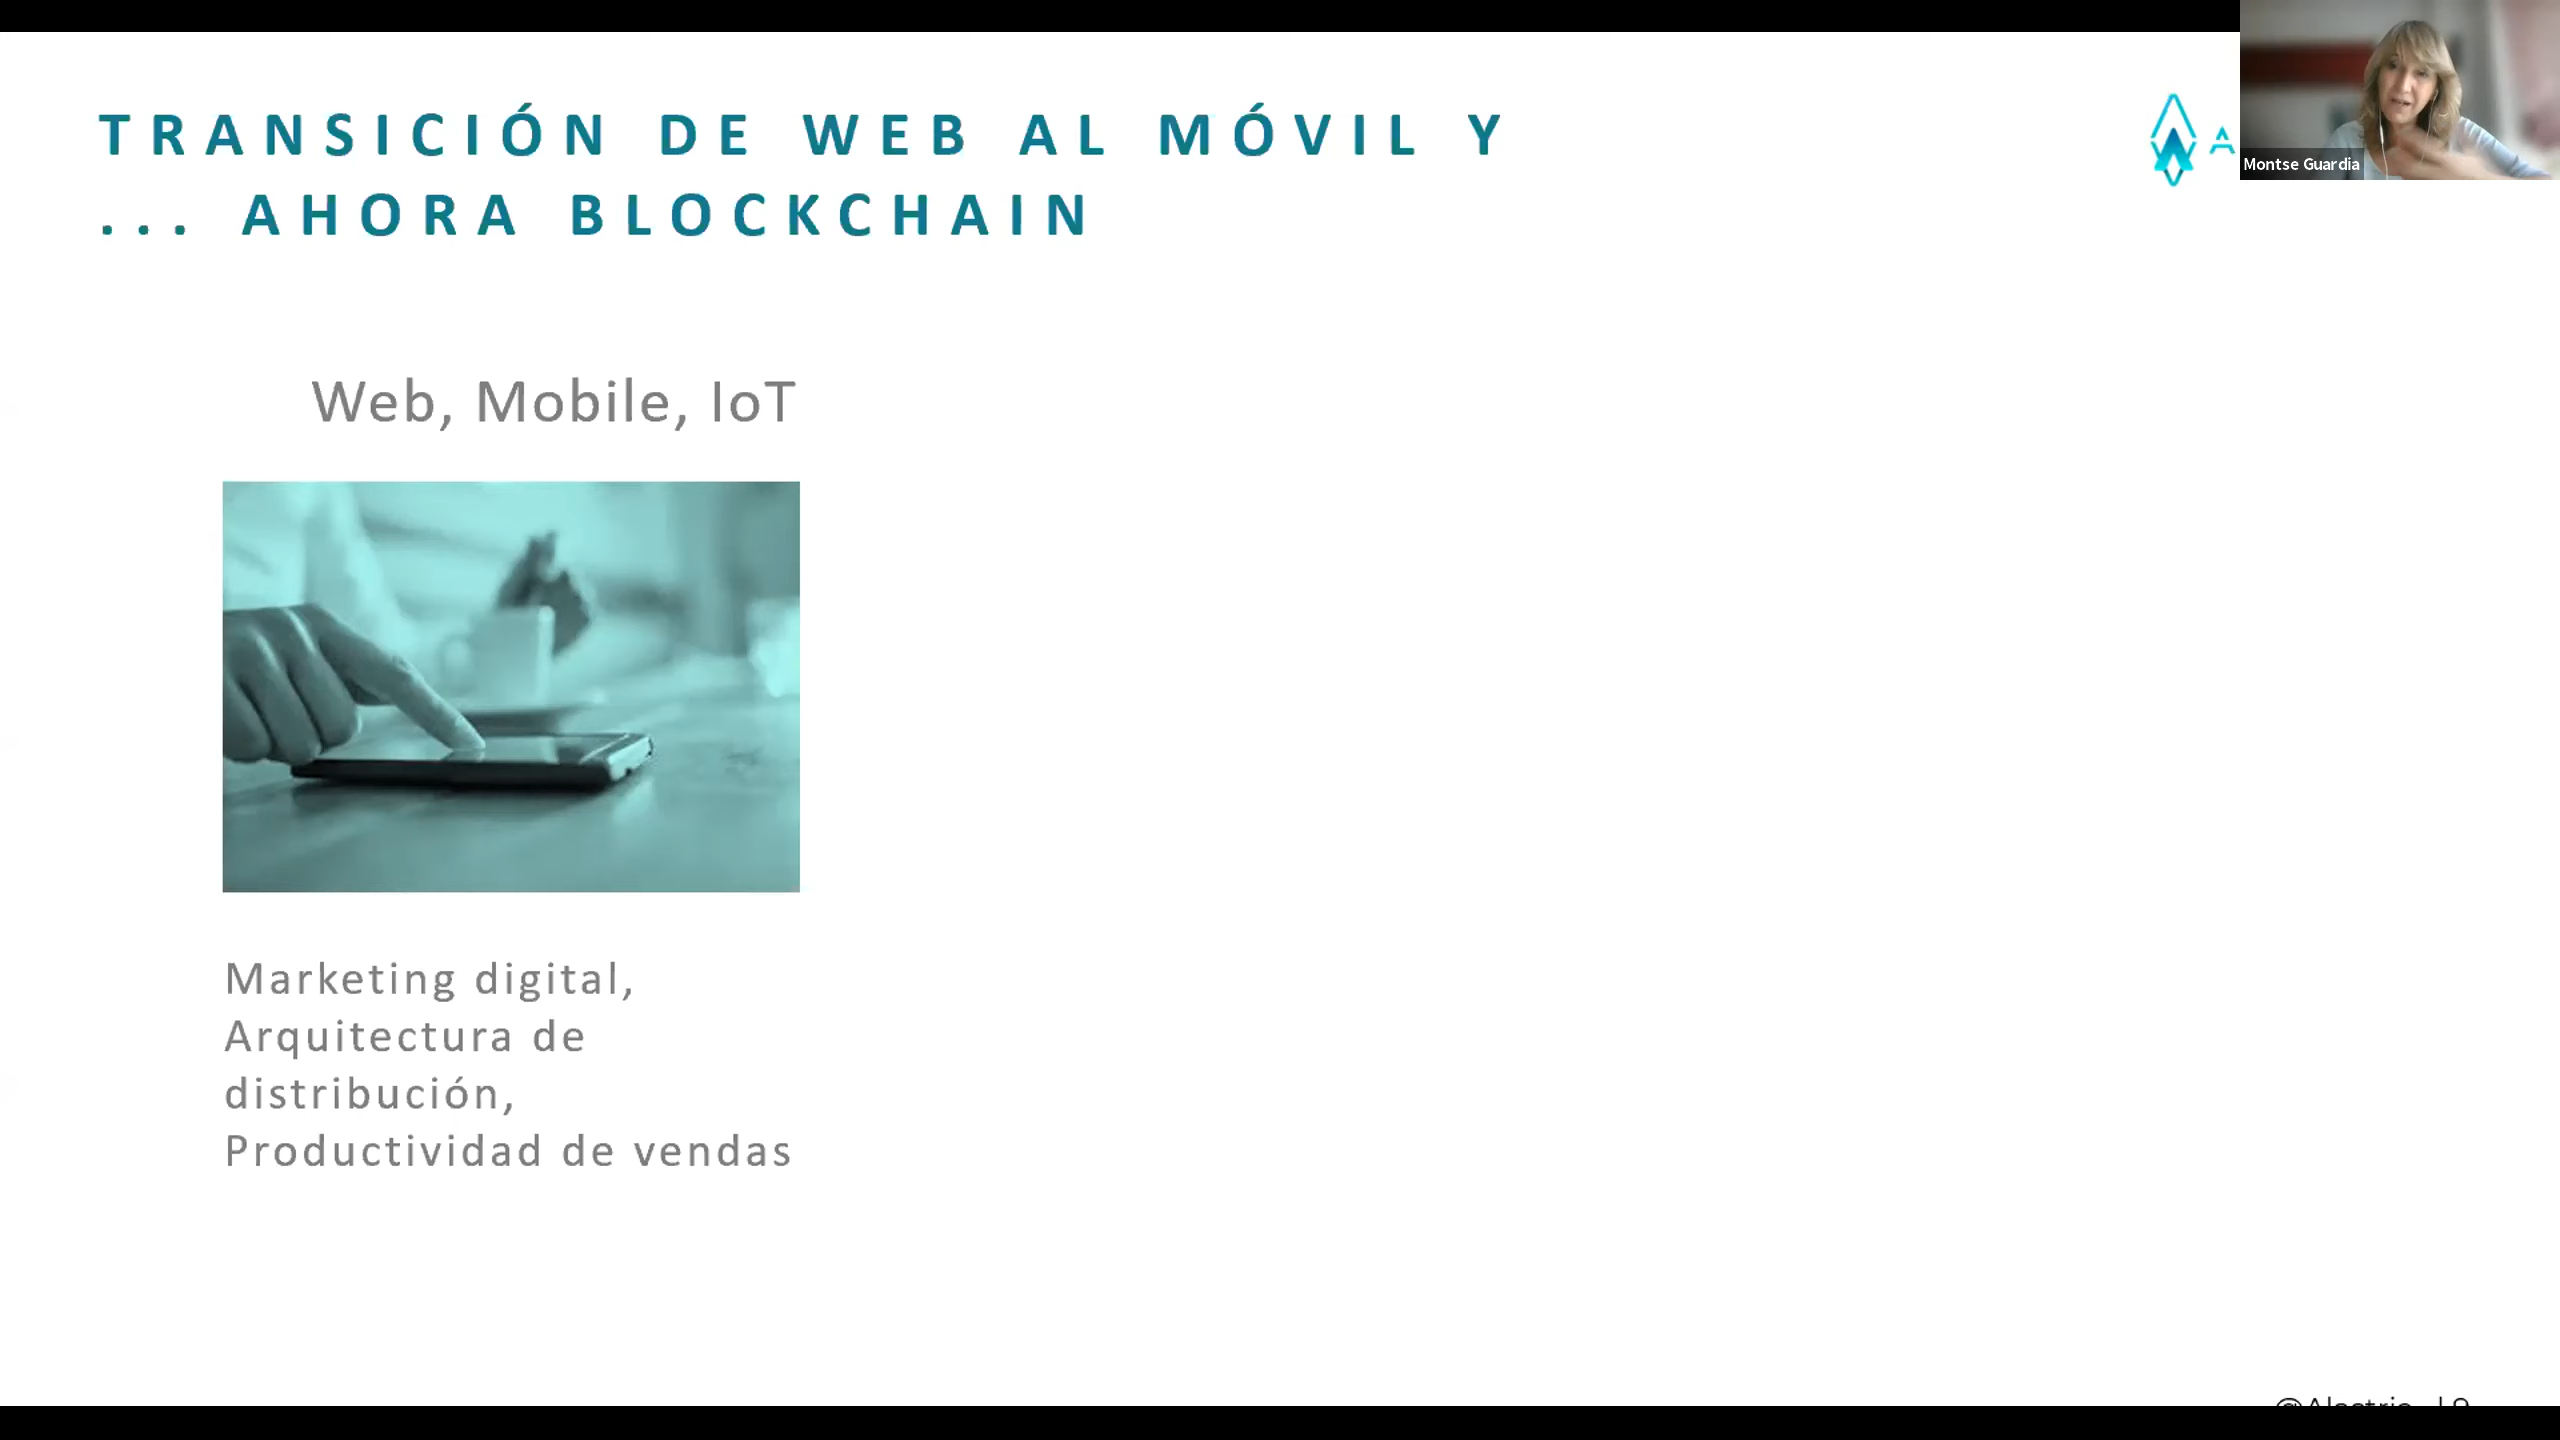 TRANSICIÓN DE WEB AL MÓVIL Y
... AHORA BLOCKCHAIN
A
Montse Guardia
Web, Mobile, IoT
Marketing digital,
Arquitectura de
distribución,
Productividad de vendas